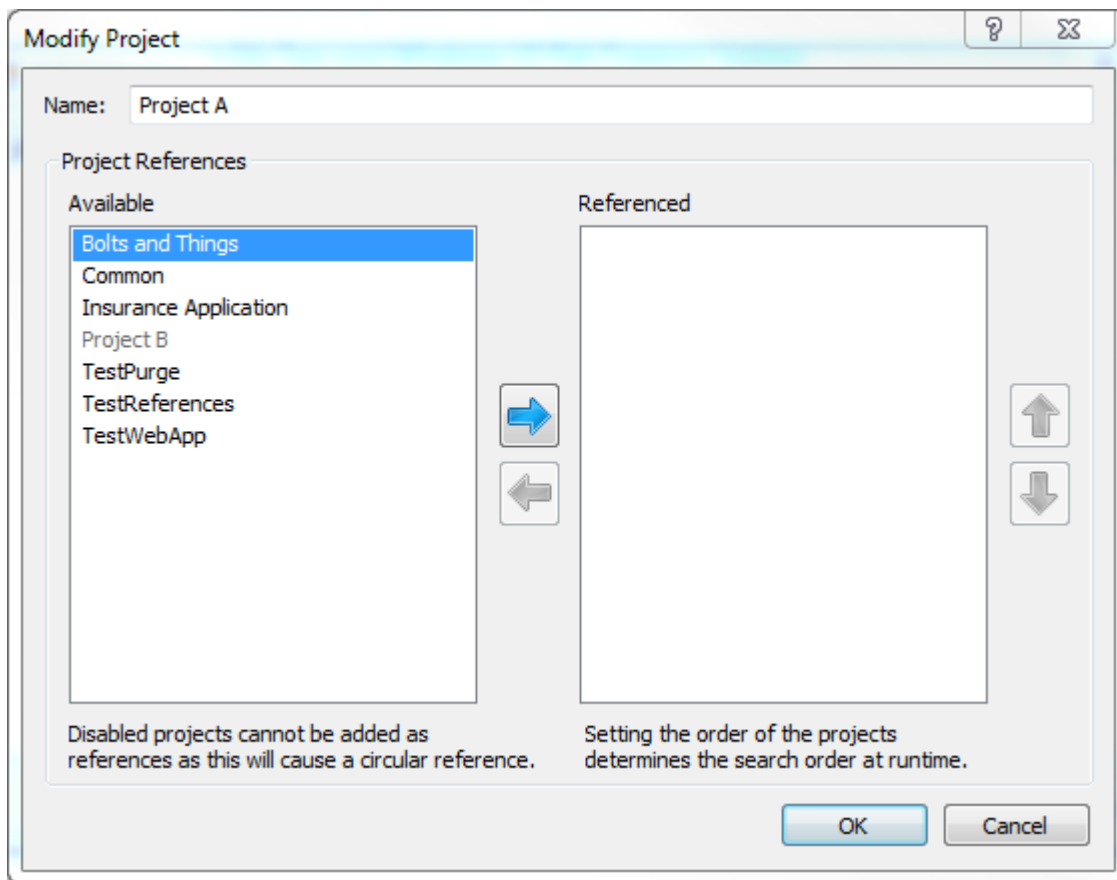 Modify Project
Name: Project A
Project References
Available
Bolts and Things
Common
Insurance Application
Project B
TestPurge
TestReferences
TestWebApp
Disabled projects cannot be added as
references as this will cause a circular reference.
Referenced
Setting the order of the projects
determines the search order at runtime.
OK
Cancel